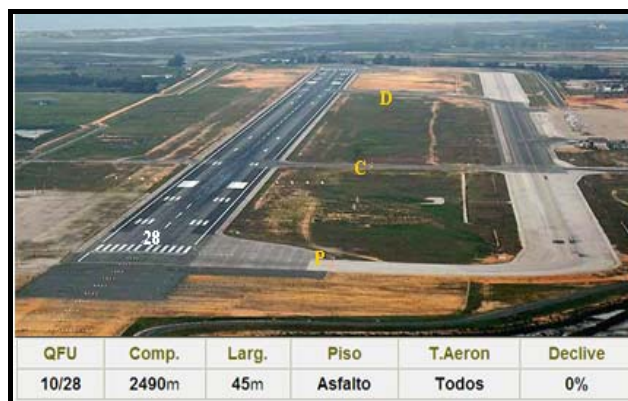 D
C
28
P
QFU Comp. Larg. Piso T.Aeron Declive
10/28 2490m 45m Asfalto Todos 0%